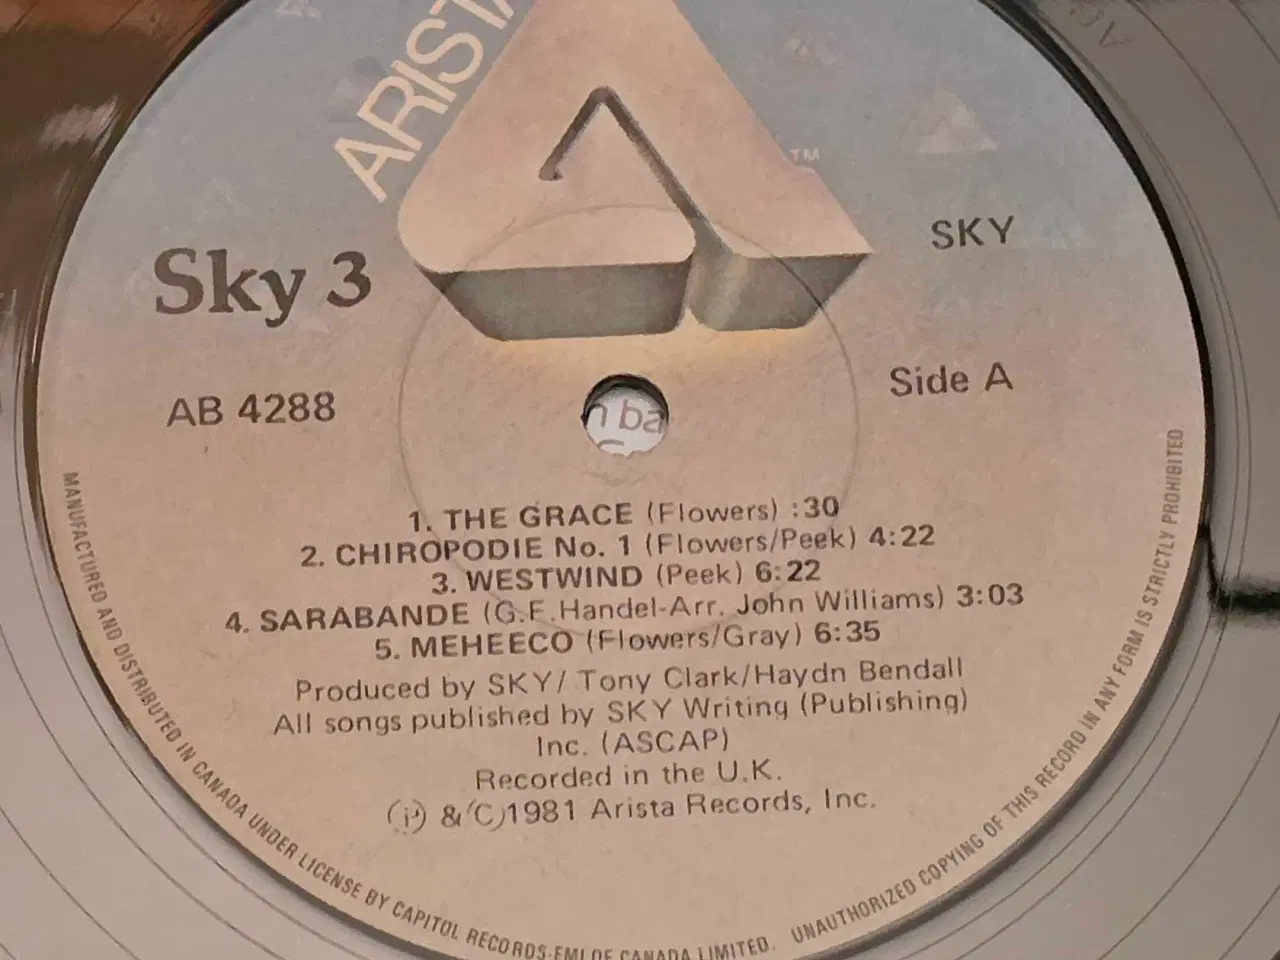 ARISTA
TM
Sky 3
SKY
AB 4288
Side A
n ba
1. THE GRACE (Flowers) :30
2. CHIROPODIE No. 1 (Flowers/Peek) 4:22
3. WESTWIND (Peek) 6:22
4. SARABANDE (G.F.Handel-Arr. John Williams) 3:03
5. MEHEECO (Flowers/Gray) 6:35
Produced by SKY/ Tony Clark/Haydn Bendall
All songs published by SKY Writing (Publishing)
Inc. (ASCAP)
Recorded in the U.K.
(P) & (C)1981 Arista Records, Inc.
MANUFACTURED AND DISTRIBUTED IN CANADA UNDER LICENSE BY CAPITOL RECORDS-EMI OF CANADA LIMITED. UNAUTHORIZED COPYING OF THIS RECORD IN ANY FORM IS STRICTLY PROHIBITED.